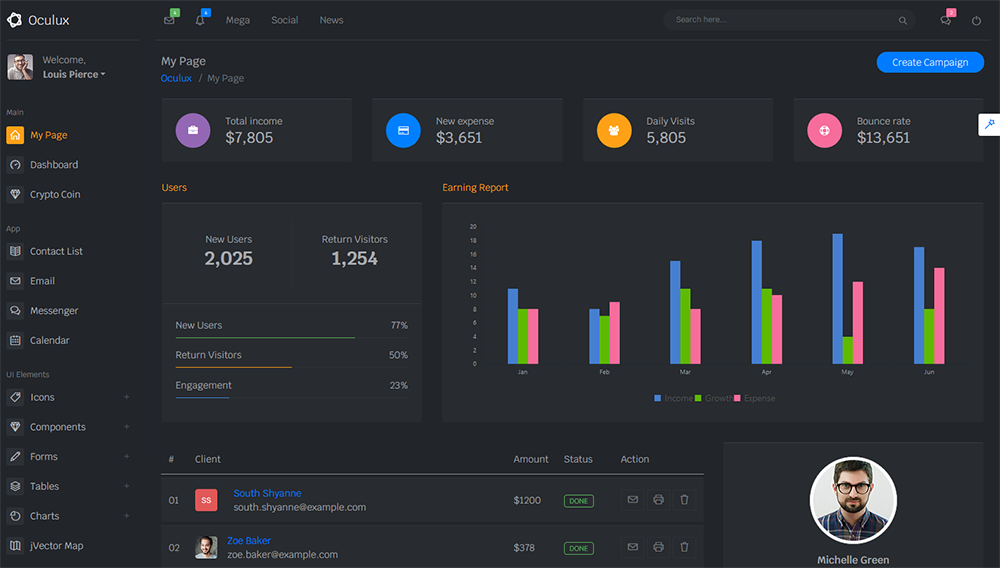 Oculux
Mega
Social
News
Search here...
Welcome,
Louis Pierce
Main
My Page
Dashboard
Crypto Coin
App
Contact List
Email
Messenger
Calendar
UI Elements
Icons
Components
Forms
Tables
Charts
jVector Map
My Page
Oculux / My Page
Create Campaign
Total income
$7,805
New expense
$3,651
Daily Visits
5,805
Bounce rate
$13,651
Users
New Users
2,025
Return Visitors
1,254
New Users 77%
Return Visitors 50%
Engagement 23%
Earning Report
20
18
16
14
12
10
8
6
4
2
0
Jan Feb Mar Apr May Jun
Income Growth Expense
# Client Amount Status Action
01 SS South Shyanne $1200 DONE
south.shyanne@example.com
02 Zoe Baker $378 DONE
zoe.baker@example.com
Michelle Green